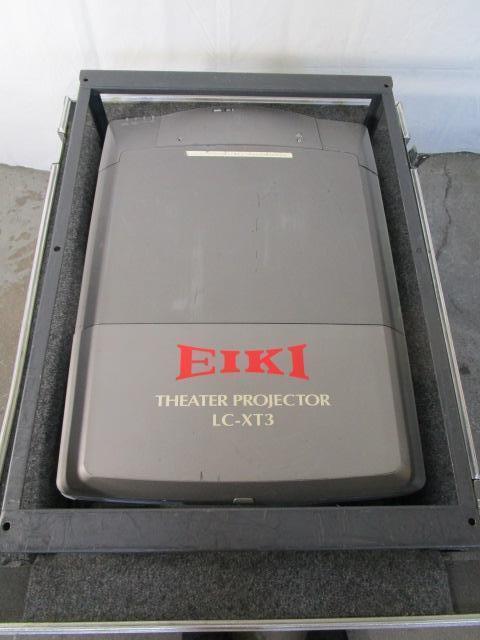 EIKI
THEATER PROJECTOR
LC-XT3